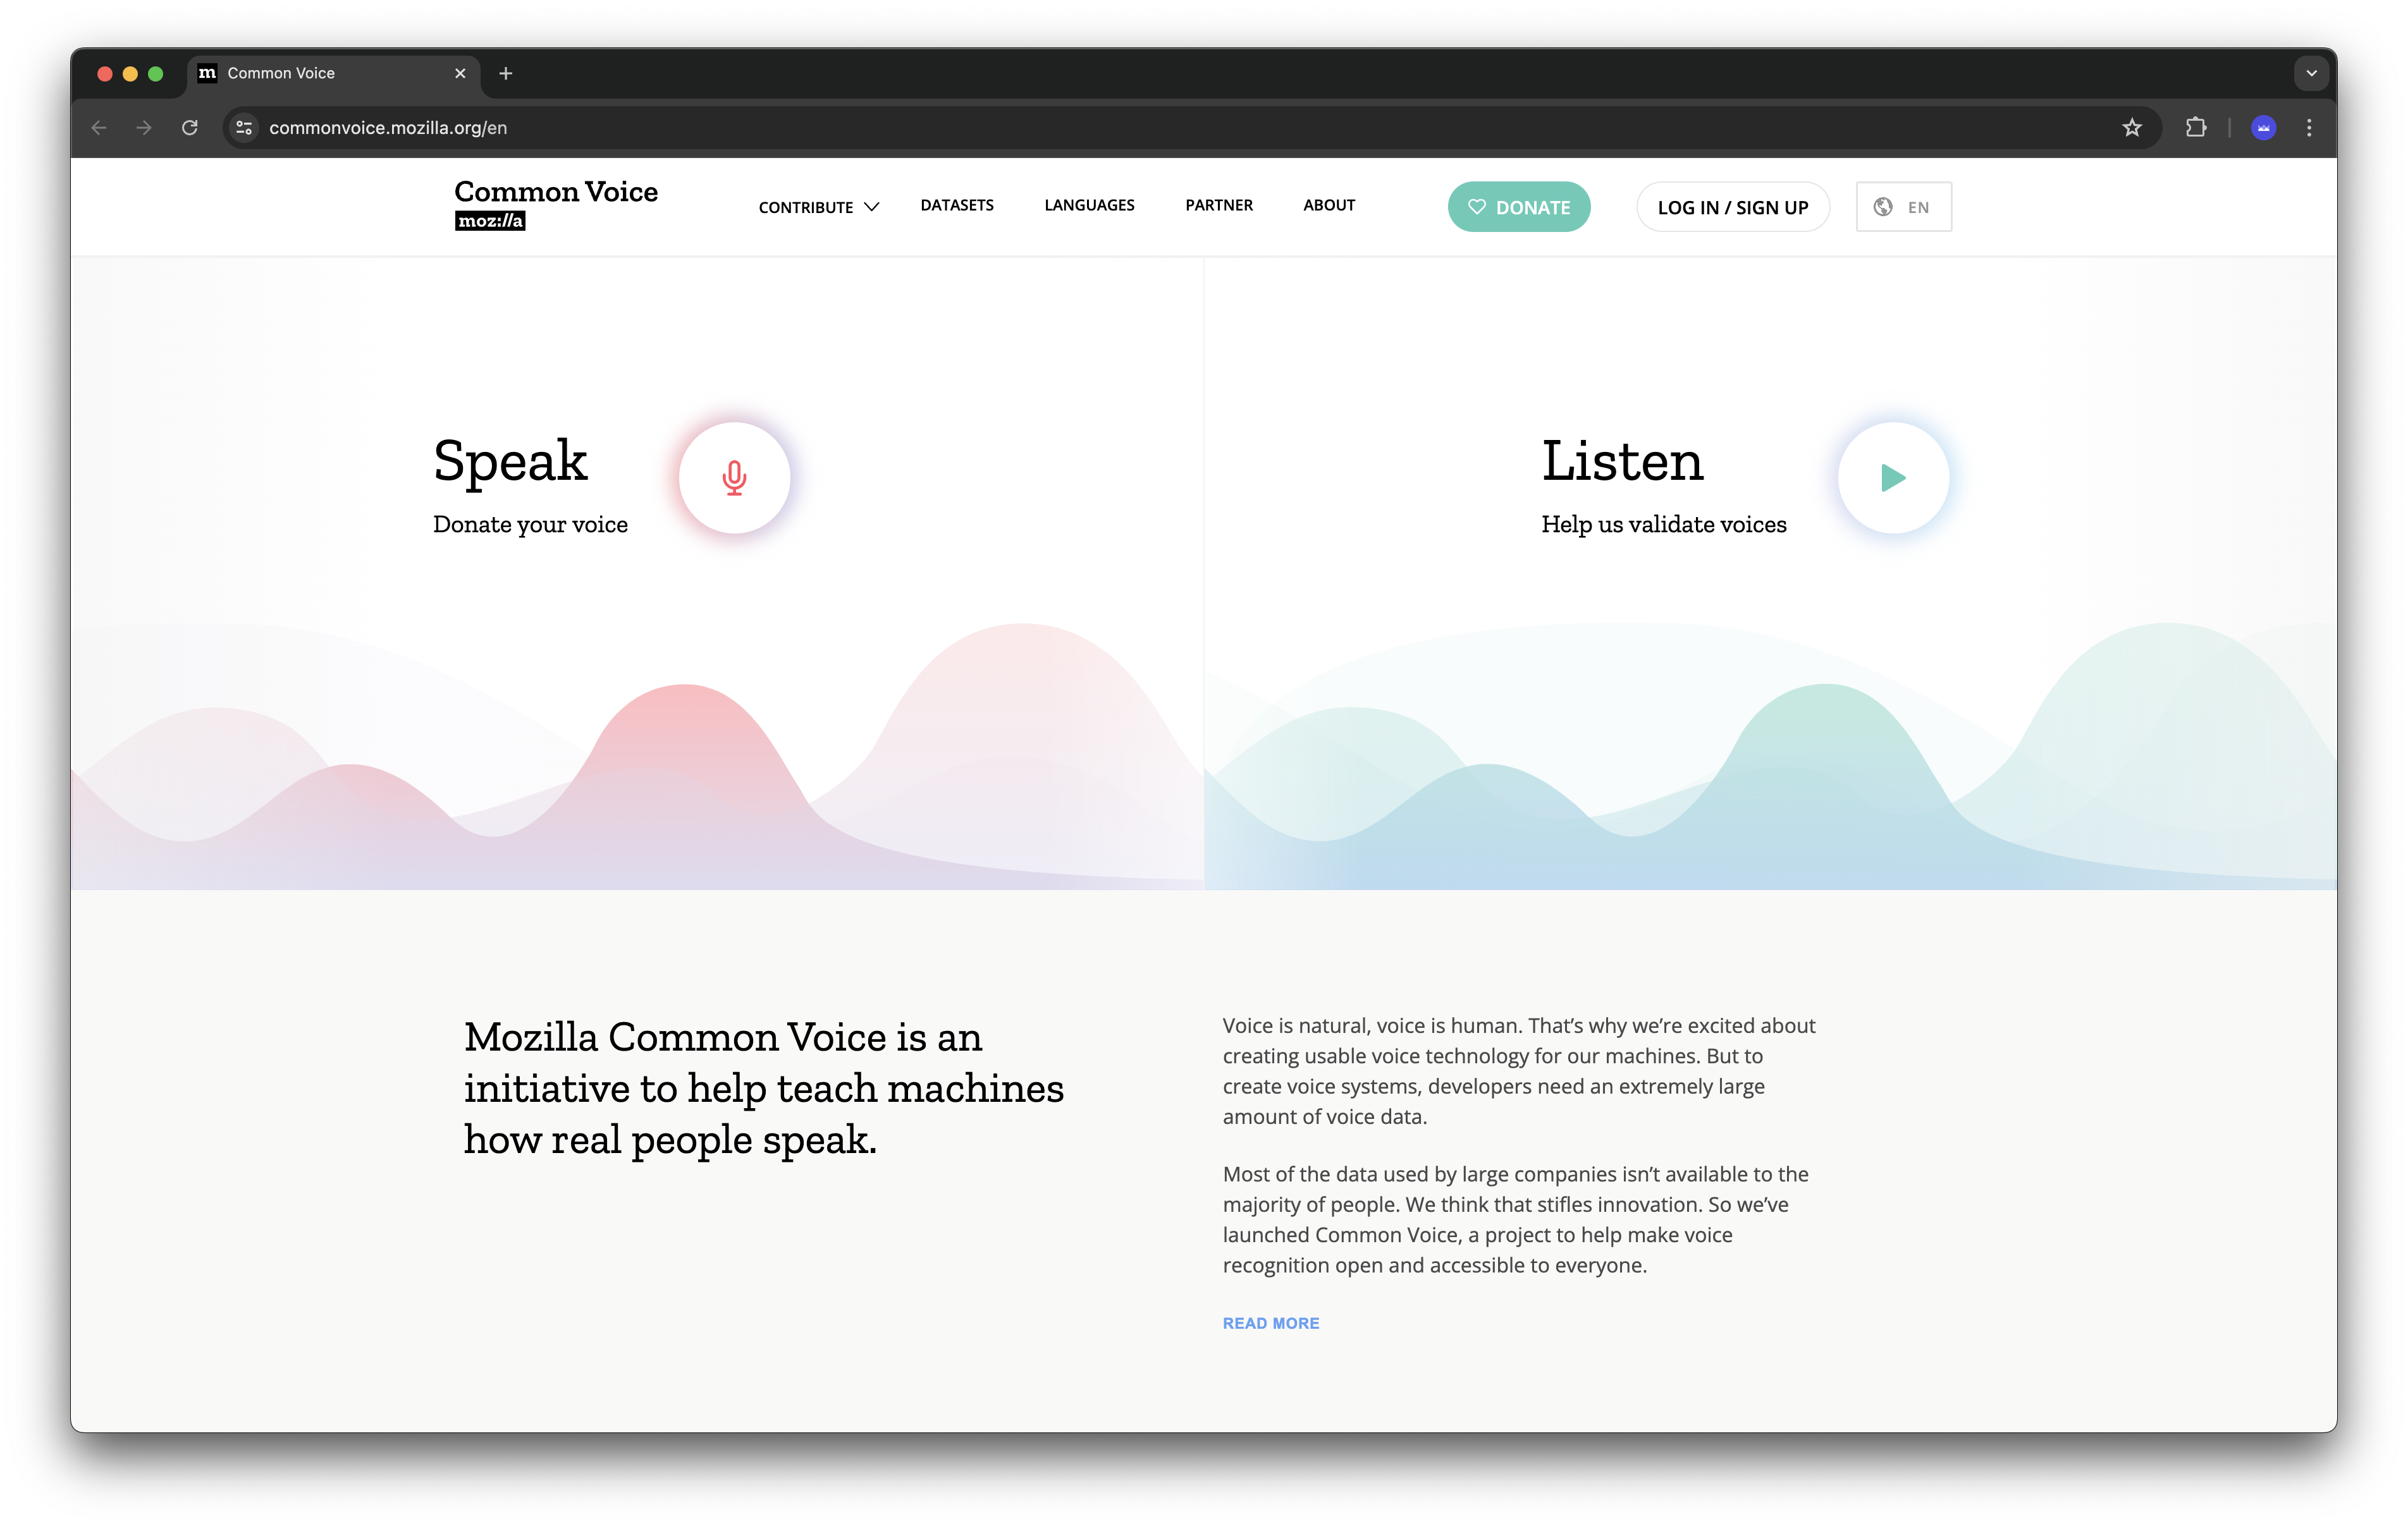 m Common Voice
commonvoice.mozilla.org/en
Common Voice
moz://a
CONTRIBUTE
DATASETS
LANGUAGES
PARTNER
ABOUT
DONATE
LOG IN / SIGN UP
EN
Speak
Donate your voice
Listen
Help us validate voices
Mozilla Common Voice is an
initiative to help teach machines
how real people speak.
Voice is natural, voice is human. That’s why we’re excited about
creating usable voice technology for our machines. But to
create voice systems, developers need an extremely large
amount of voice data.
Most of the data used by large companies isn’t available to the
majority of people. We think that stifles innovation. So we’ve
launched Common Voice, a project to help make voice
recognition open and accessible to everyone.
READ MORE